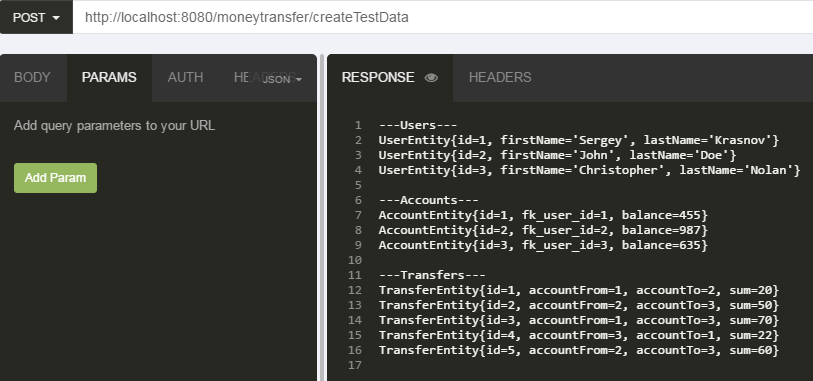 POST http://localhost:8080/moneytransfer/createTestData
BODY PARAMS AUTH JSON
Add query parameters to your URL
Add Param
RESPONSE HEADERS
1 ---Users---
2 UserEntity{id=1, firstName='Sergey', lastName='Krasnov'}
3 UserEntity{id=2, firstName='John', lastName='Doe'}
4 UserEntity{id=3, firstName='Christopher', lastName='Nolan'}
5
6 ---Accounts---
7 AccountEntity{id=1, fk_user_id=1, balance=455}
8 AccountEntity{id=2, fk_user_id=2, balance=987}
9 AccountEntity{id=3, fk_user_id=3, balance=635}
10
11 ---Transfers---
12 TransferEntity{id=1, accountFrom=1, accountTo=2, sum=20}
13 TransferEntity{id=2, accountFrom=2, accountTo=3, sum=50}
14 TransferEntity{id=3, accountFrom=1, accountTo=3, sum=70}
15 TransferEntity{id=4, accountFrom=3, accountTo=1, sum=22}
16 TransferEntity{id=5, accountFrom=2, accountTo=3, sum=60}
17